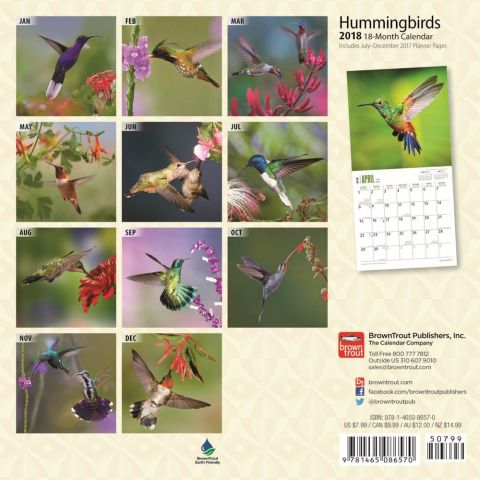 Hummingbirds
2018 18-Month Calendar
Includes July–December 2017 Planner Pages
JAN
FEB
MAR
MAY
JUN
JUL
AUG
SEP
OCT
NOV
DEC
APRIL
BrownTrout Publishers, Inc.
The Calendar Company
brown
trout
Toll Free 800 777 7812
Outside US 310 607 9010
sales@browntrout.com
browntrout.com
facebook.com/browntroutpublishers
@browntroutpub
ISBN: 978-1-4650-8657-0
US $7.99 / CAN $9.99 / AU $12.00 / NZ $14.99
50799
9 781465 086570
BrownTrout
Earth Friendly